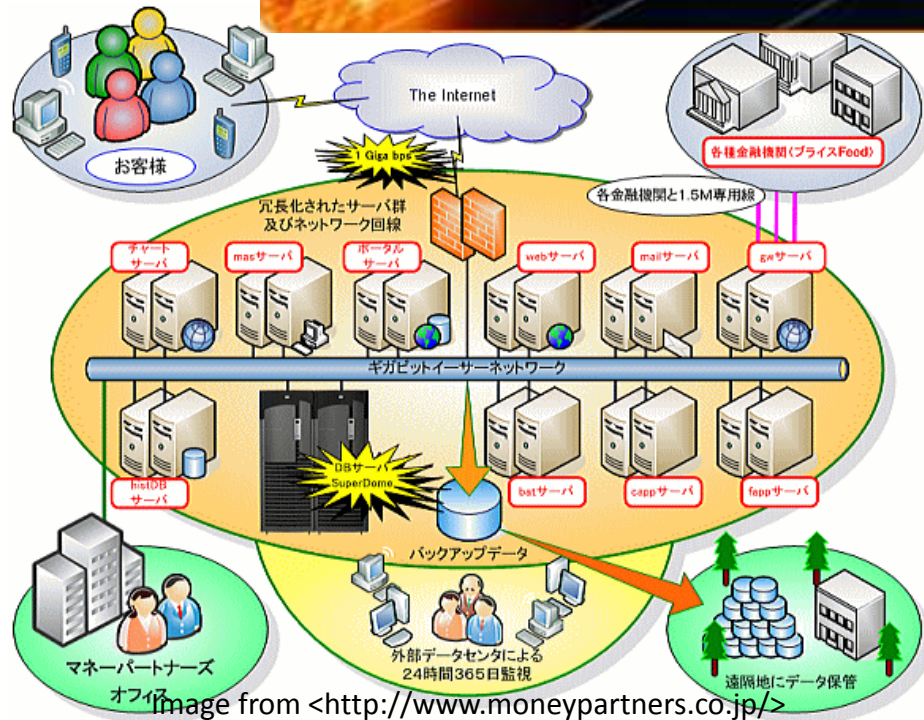 The Internet
お客様
1 Giga bps
各種金融機関(プライスFeed)
各金融機関と1.5M専用線
冗長化されたサーバ群
及びネットワーク回線
チャート
サーバ
masサーバ
ポータル
サーバ
webサーバ
mailサーバ
gwサーバ
ギガビットイーサーネットワーク
histDB
サーバ
DBサーバ
SuperDome
batサーバ
cappサーバ
fappサーバ
バックアップデータ
マネーパートナーズ
オフィス
外部データセンタによる
24時間365日監視
遠隔地にデータ保管
Image from <http://www.moneypartners.co.jp/>